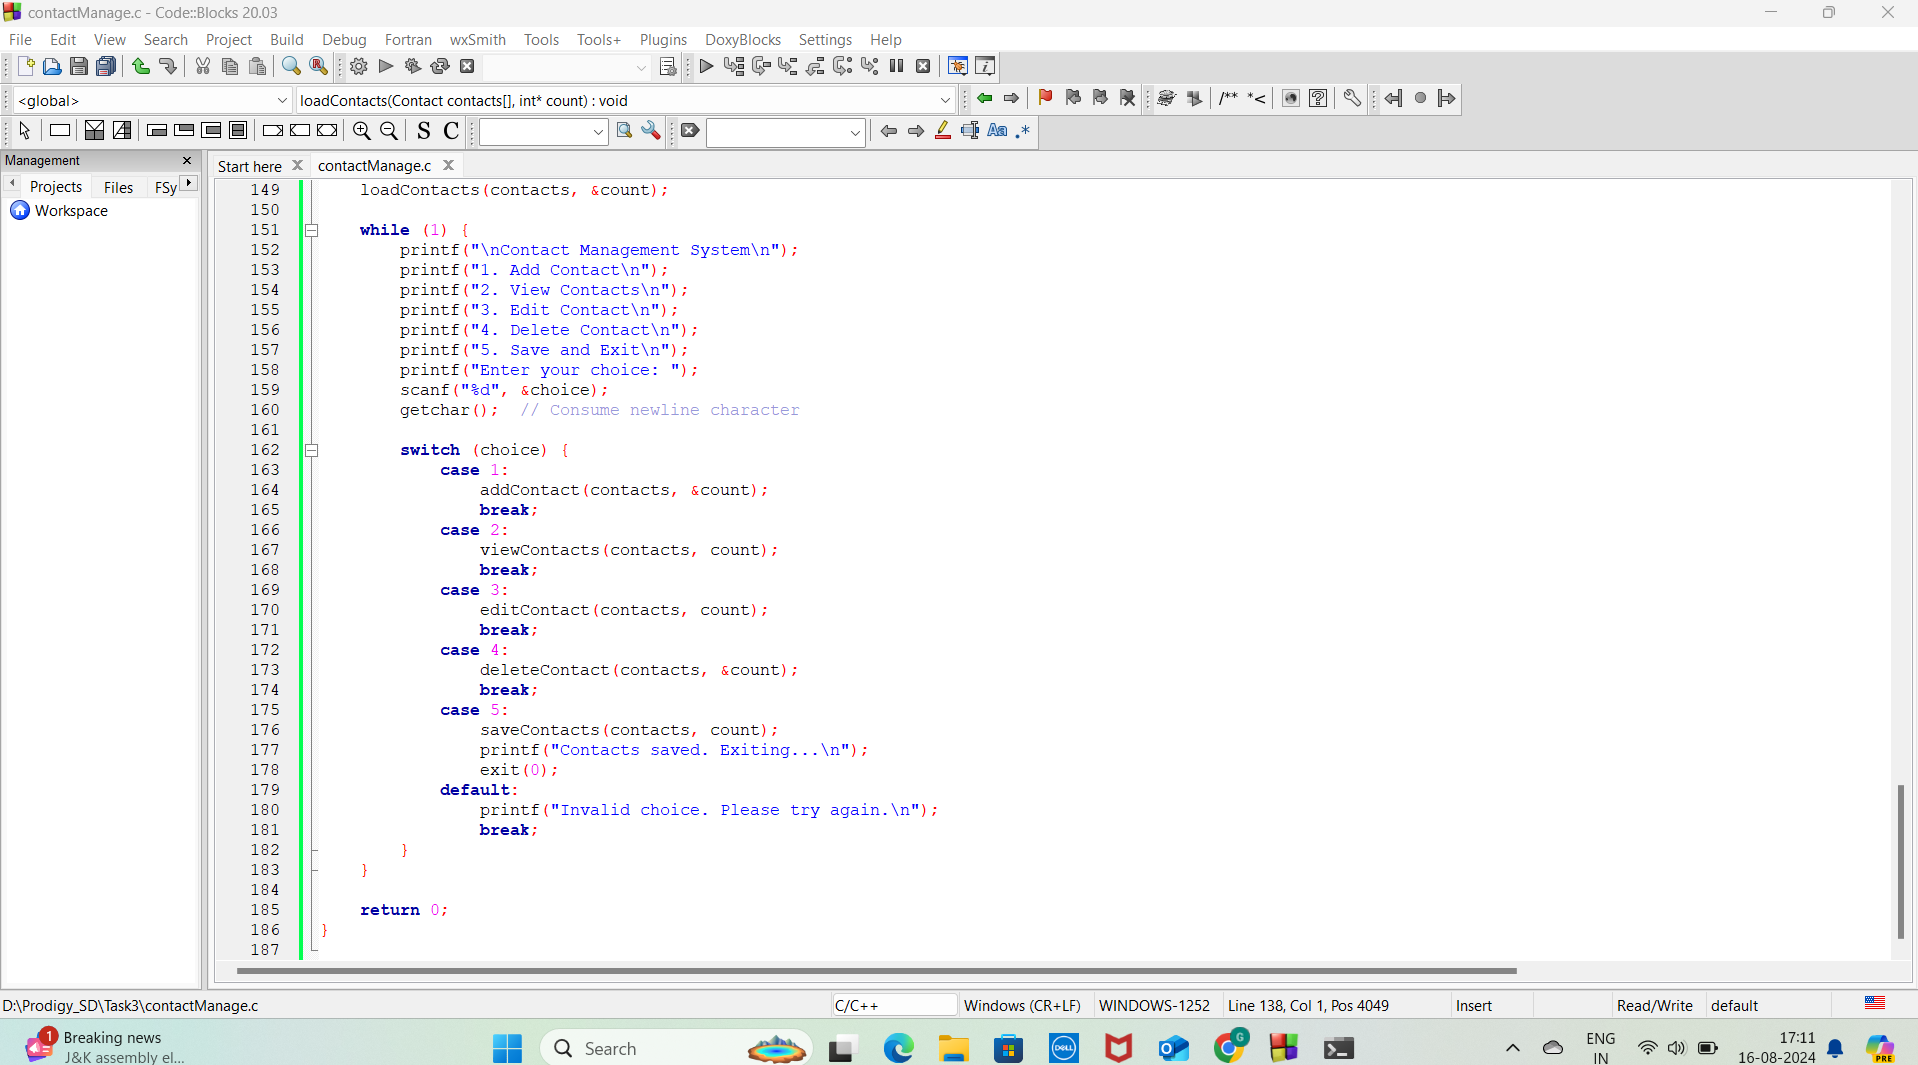 contactManage.c - Code::Blocks 20.03
File Edit View Search Project Build Debug Fortran wxSmith Tools Tools+ Plugins DoxyBlocks Settings Help
<global> loadContacts(Contact contacts[], int* count) : void
/** *<
S C Aa .*
Management
Projects Files FSy
Workspace
Start here contactManage.c
149 loadContacts(contacts, &count);
150
151 while (1) {
152 printf("\nContact Management System\n");
153 printf("1. Add Contact\n");
154 printf("2. View Contacts\n");
155 printf("3. Edit Contact\n");
156 printf("4. Delete Contact\n");
157 printf("5. Save and Exit\n");
158 printf("Enter your choice: ");
159 scanf("%d", &choice);
160 getchar(); // Consume newline character
161
162 switch (choice) {
163 case 1:
164 addContact(contacts, &count);
165 break;
166 case 2:
167 viewContacts(contacts, count);
168 break;
169 case 3:
170 editContact(contacts, count);
171 break;
172 case 4:
173 deleteContact(contacts, &count);
174 break;
175 case 5:
176 saveContacts(contacts, count);
177 printf("Contacts saved. Exiting...\n");
178 exit(0);
179 default:
180 printf("Invalid choice. Please try again.\n");
181 break;
182 }
183 }
184
185 return 0;
186 }
187
D:\Prodigy_SD\Task3\contactManage.c C/C++ Windows (CR+LF) WINDOWS-1252 Line 138, Col 1, Pos 4049 Insert Read/Write default
1 Breaking news
J&K assembly el...
Search
DELL
G
ENG
IN
17:11
16-08-2024
PRE